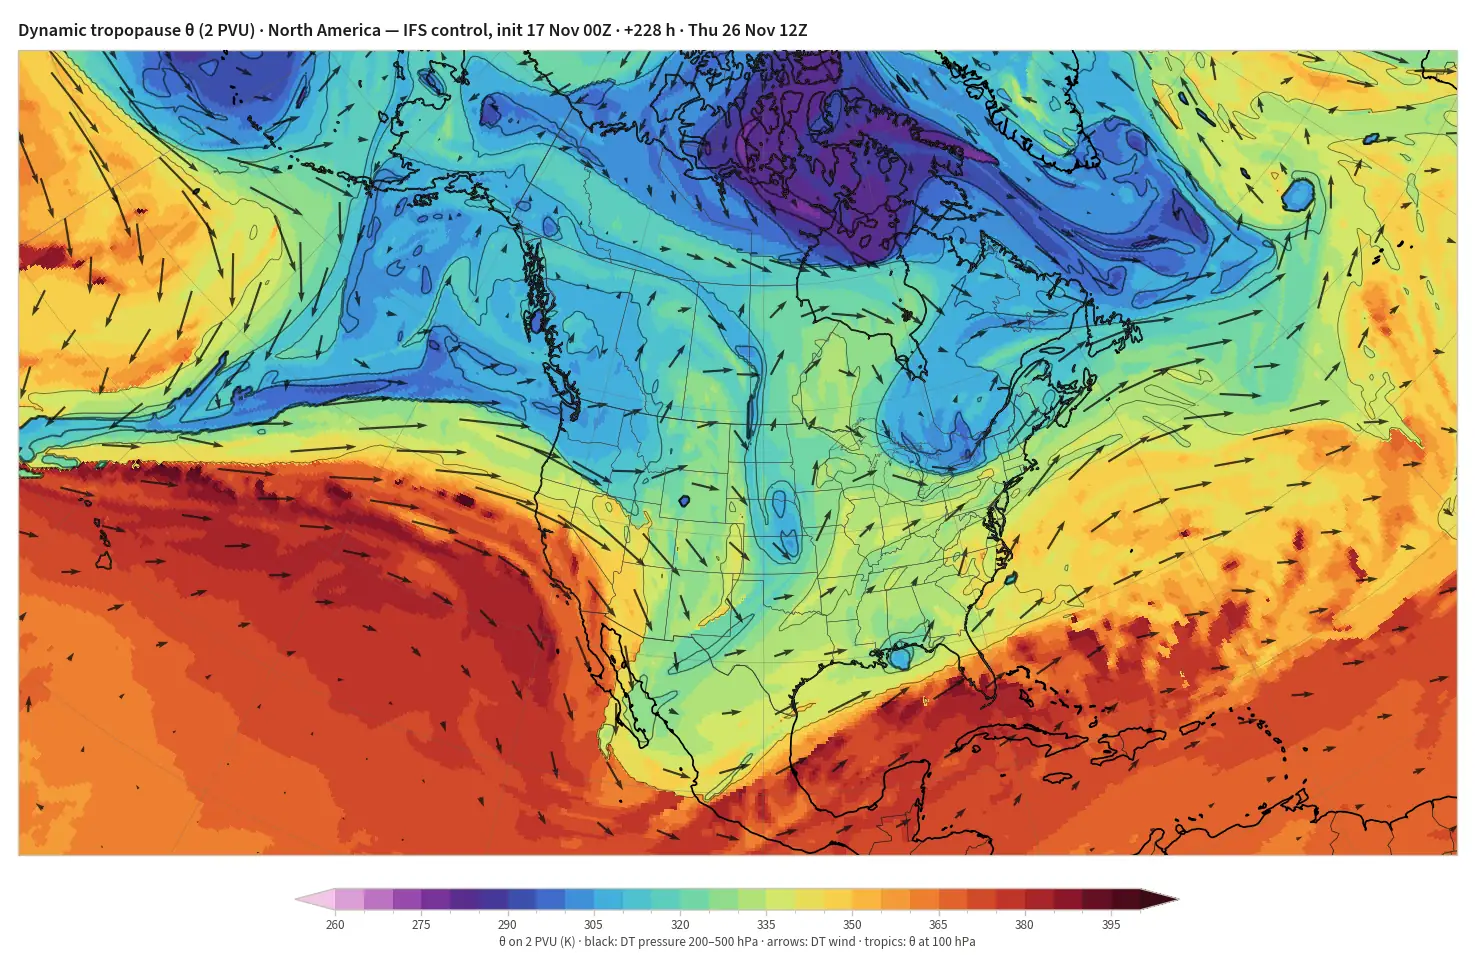 Dynamic tropopause θ (2 PVU) · North America — IFS control, init 17 Nov 00Z · +228 h · Thu 26 Nov 12Z
260 275 290 305 320 335 350 365 380 395
θ on 2 PVU (K) · black: DT pressure 200–500 hPa · arrows: DT wind · tropics: θ at 100 hPa